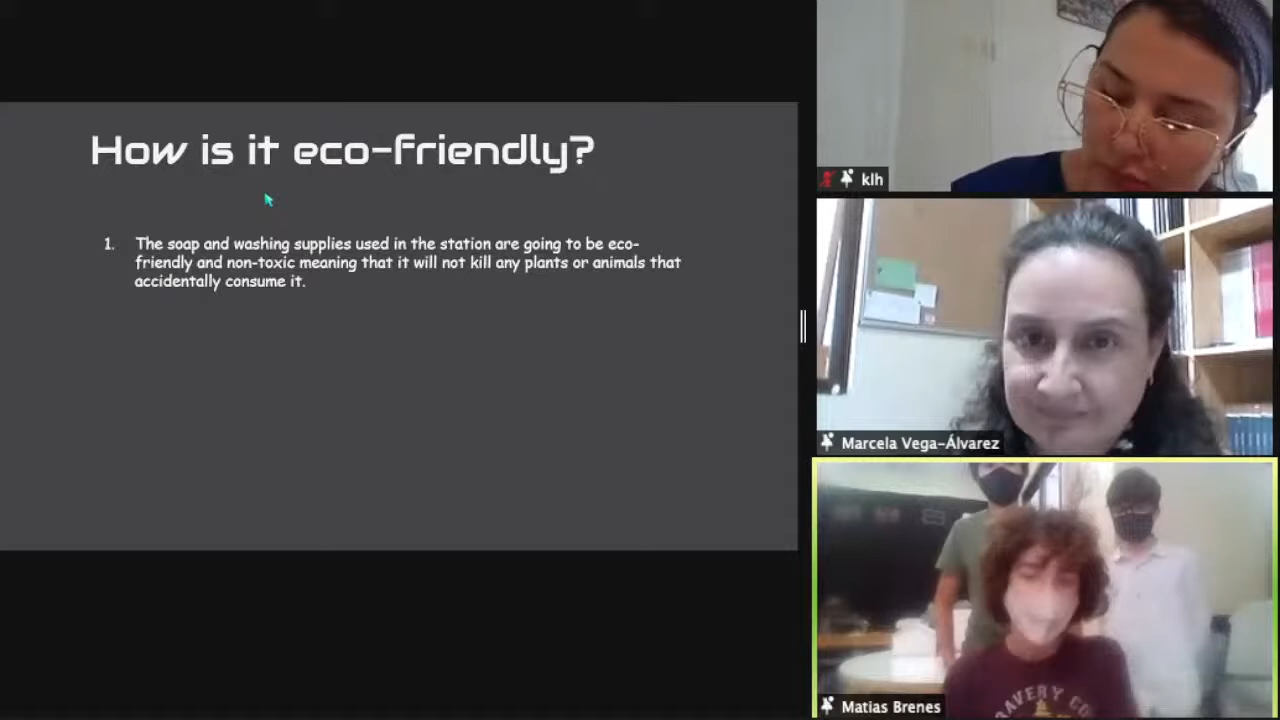 How is it eco-friendly?
1. The soap and washing supplies used in the station are going to be eco-
friendly and non-toxic meaning that it will not kill any plants or animals that
accidentally consume it.
klh
Marcela Vega-Álvarez
Matias Brenes